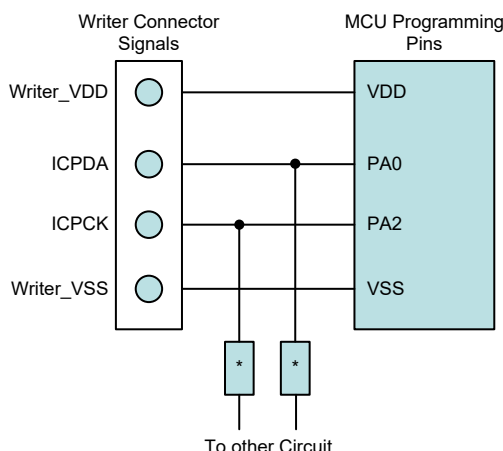 Writer Connector
Signals
MCU Programming
Pins
Writer_VDD
VDD
ICPDA
PA0
ICPCK
PA2
Writer_VSS
VSS
*
*
To other Circuit